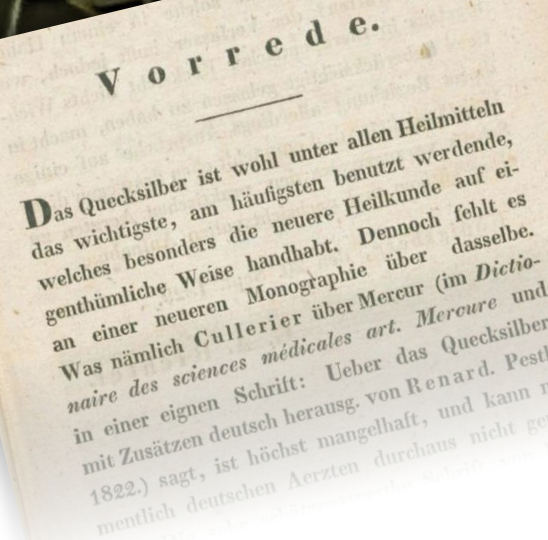 Vorrede.
Das Quecksilber ist wohl unter allen Heilmitteln
das wichtigste, am häufigsten benutzt werdende,
welches besonders die neuere Heilkunde auf ei-
genthümliche Weise handhabt. Dennoch fehlt es
an einer neueren Monographie über dasselbe.
Was nämlich Cullerier über Mercur (im Dictio-
naire des sciences médicales art. Mercure und
in einer eignen Schrift: Ueber das Quecksilber
mit Zusätzen deutsch herausg. von Renard. Pesth
1822.) sagt, ist höchst mangelhaft, und kann
mentlich deutschen Aerzten durchaus nicht